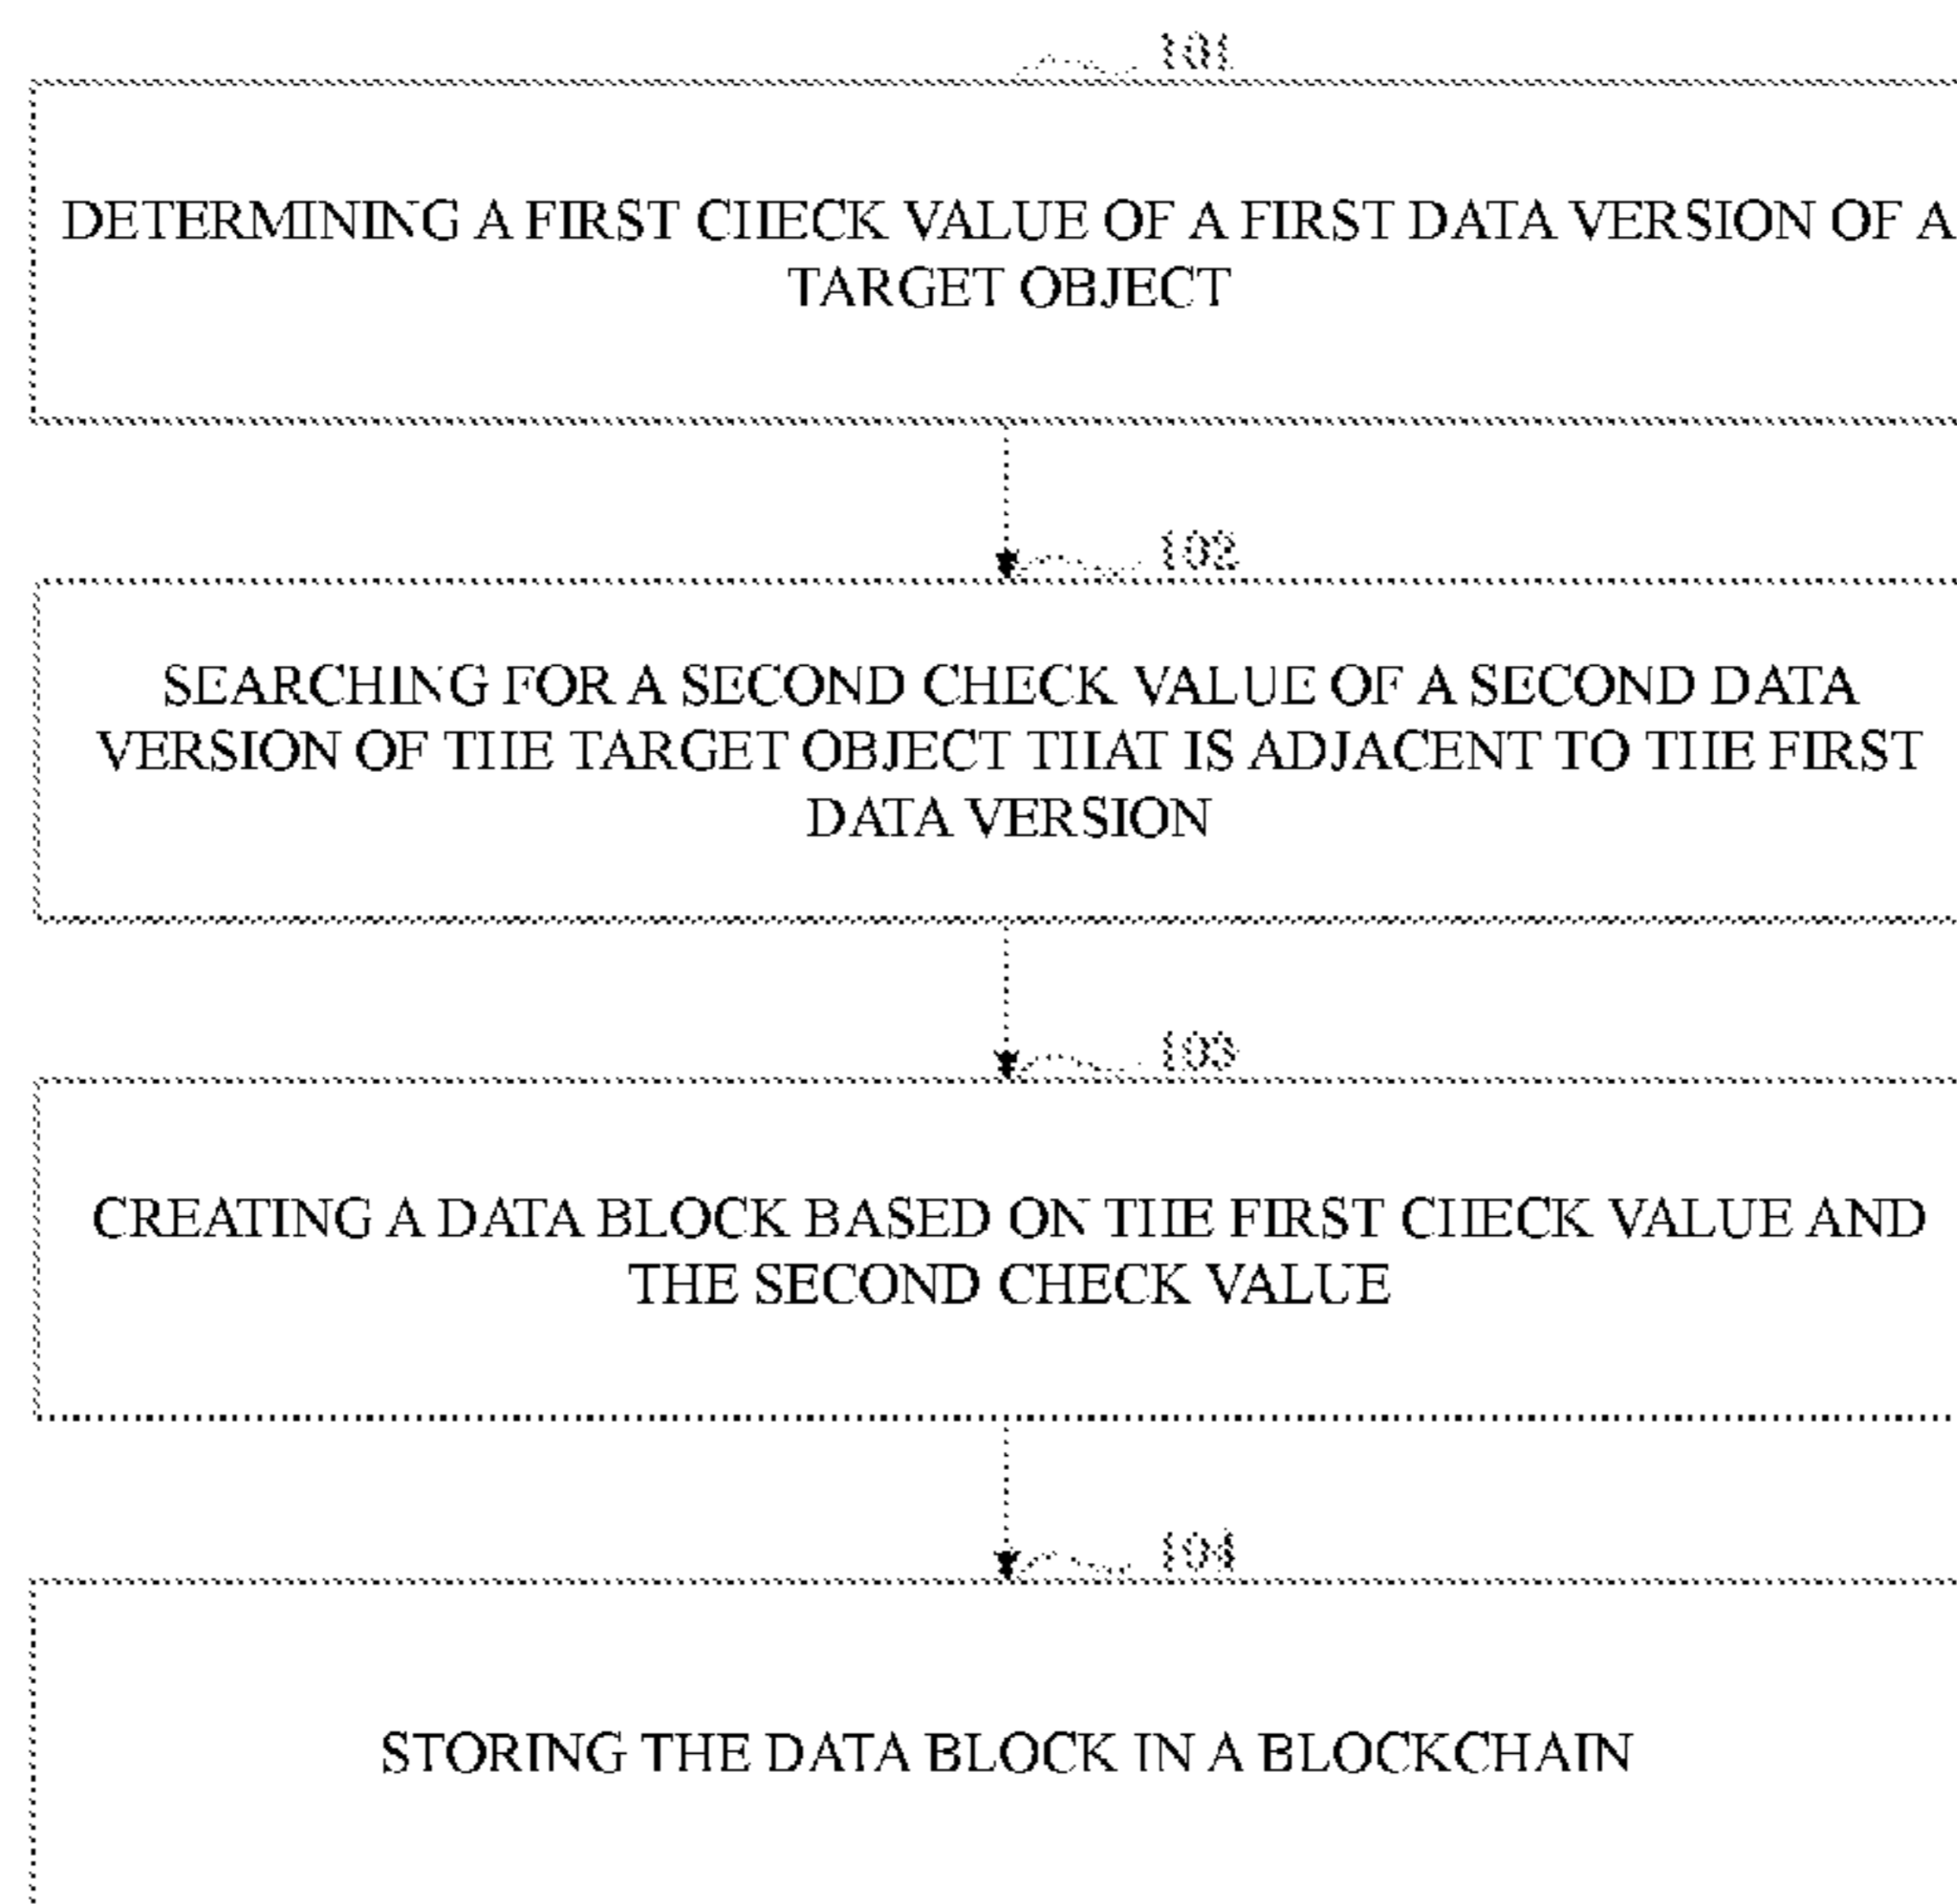 101
DETERMINING A FIRST CHECK VALUE OF A FIRST DATA VERSION OF A
TARGET OBJECT
102
SEARCHING FOR A SECOND CHECK VALUE OF A SECOND DATA
VERSION OF THE TARGET OBJECT THAT IS ADJACENT TO THE FIRST
DATA VERSION
103
CREATING A DATA BLOCK BASED ON THE FIRST CHECK VALUE AND
THE SECOND CHECK VALUE
104
STORING THE DATA BLOCK IN A BLOCKCHAIN